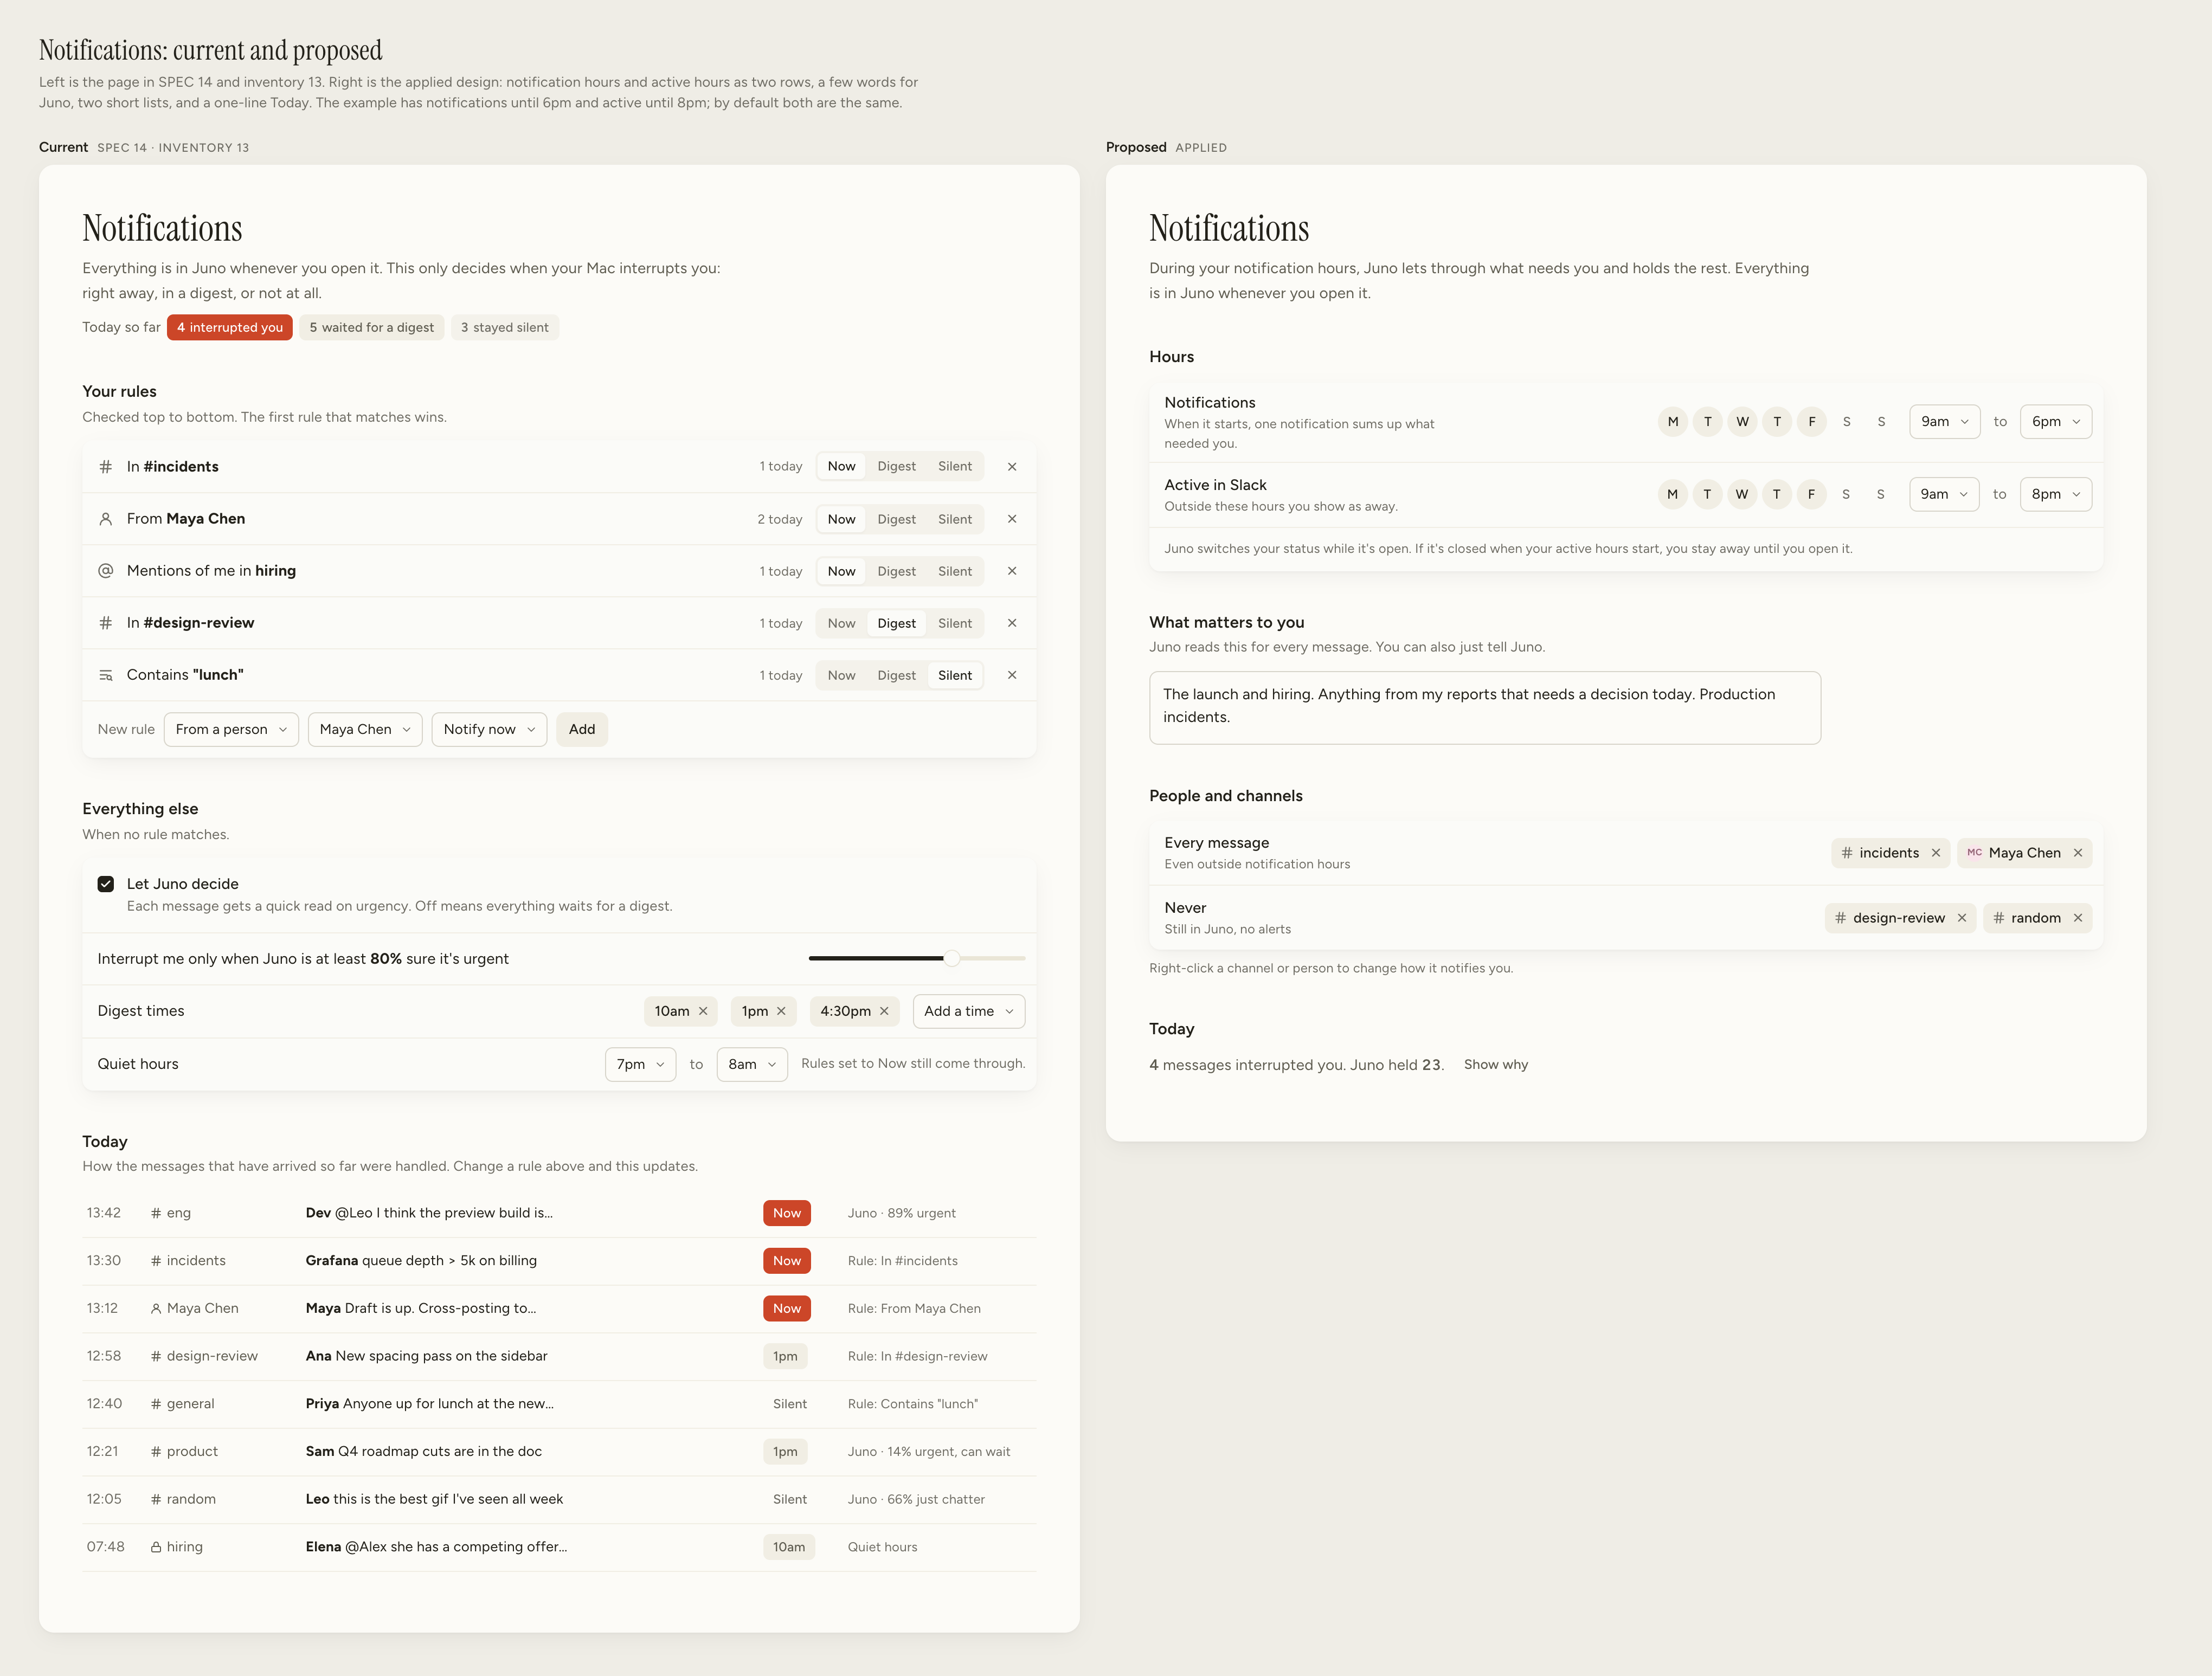 Notifications: current and proposed
Left is the page in SPEC 14 and inventory 13. Right is the applied design: notification hours and active hours as two rows, a few words for
Juno, two short lists, and a one-line Today. The example has notifications until 6pm and active until 8pm; by default both are the same.
Current SPEC 14 · INVENTORY 13
Notifications
Everything is in Juno whenever you open it. This only decides when your Mac interrupts you:
right away, in a digest, or not at all.
Today so far 4 interrupted you 5 waited for a digest 3 stayed silent
Your rules
Checked top to bottom. The first rule that matches wins.
In #incidents 1 today Now Digest Silent
From Maya Chen 2 today Now Digest Silent
Mentions of me in hiring 1 today Now Digest Silent
In #design-review 1 today Now Digest Silent
Contains "lunch" 1 today Now Digest Silent
New rule From a person Maya Chen Notify now Add
Everything else
When no rule matches.
Let Juno decide
Each message gets a quick read on urgency. Off means everything waits for a digest.
Interrupt me only when Juno is at least 80% sure it's urgent
Digest times 10am 1pm 4:30pm Add a time
Quiet hours 7pm to 8am Rules set to Now still come through.
Today
How the messages that have arrived so far were handled. Change a rule above and this updates.
13:42 # eng Dev @Leo I think the preview build is... Now Juno · 89% urgent
13:30 # incidents Grafana queue depth > 5k on billing Now Rule: In #incidents
13:12 Maya Chen Maya Draft is up. Cross-posting to... Now Rule: From Maya Chen
12:58 # design-review Ana New spacing pass on the sidebar 1pm Rule: In #design-review
12:40 # general Priya Anyone up for lunch at the new... Silent Rule: Contains "lunch"
12:21 # product Sam Q4 roadmap cuts are in the doc 1pm Juno · 14% urgent, can wait
12:05 # random Leo this is the best gif I've seen all week Silent Juno · 66% just chatter
07:48 hiring Elena @Alex she has a competing offer... 10am Quiet hours
Proposed APPLIED
Notifications
During your notification hours, Juno lets through what needs you and holds the rest. Everything
is in Juno whenever you open it.
Hours
Notifications
When it starts, one notification sums up what
needed you.
M T W T F S S 9am to 6pm
Active in Slack
Outside these hours you show as away.
M T W T F S S 9am to 8pm
Juno switches your status while it's open. If it's closed when your active hours start, you stay away until you open it.
What matters to you
Juno reads this for every message. You can also just tell Juno.
The launch and hiring. Anything from my reports that needs a decision today. Production
incidents.
People and channels
Every message
Even outside notification hours
# incidents MC Maya Chen
Never
Still in Juno, no alerts
# design-review # random
Right-click a channel or person to change how it notifies you.
Today
4 messages interrupted you. Juno held 23. Show why